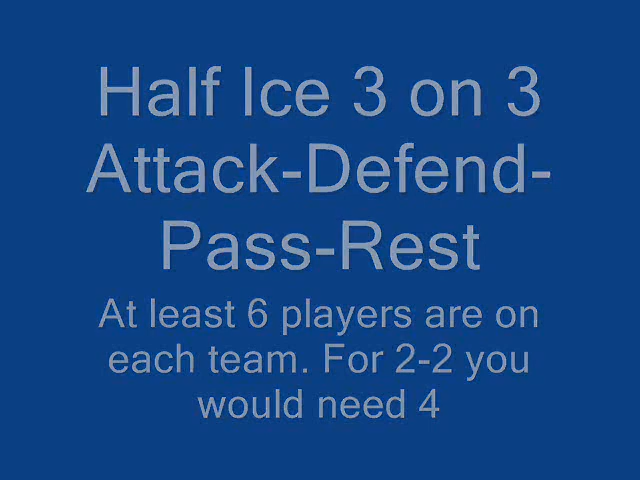 Half Ice 3 on 3
Attack-Defend-
Pass-Rest
At least 6 players are on
each team. For 2-2 you
would need 4